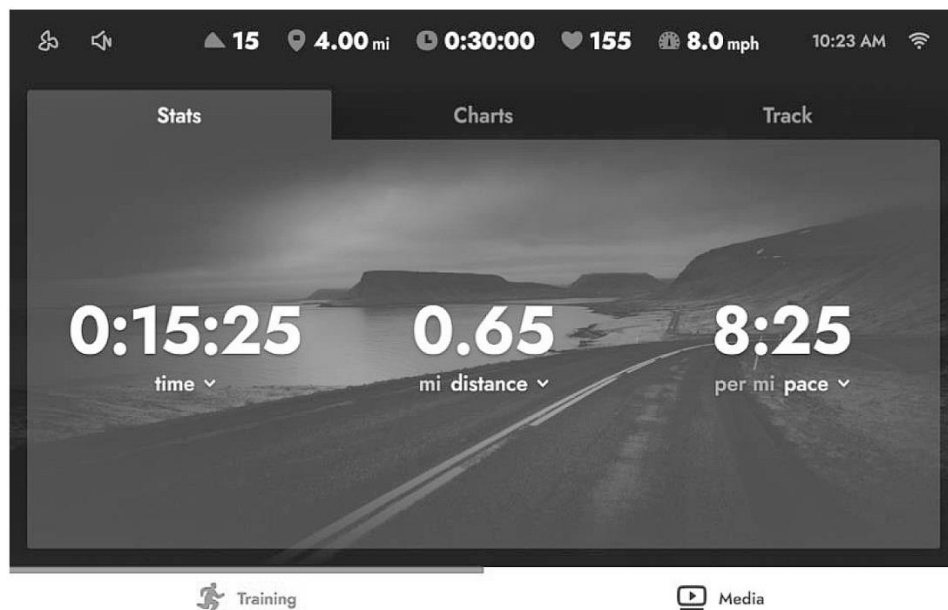 15 4.00 mi 0:30:00 155 8.0 mph 10:23 AM
Stats Charts Track
0:15:25 0.65 8:25
time mi distance per mi pace
Training Media